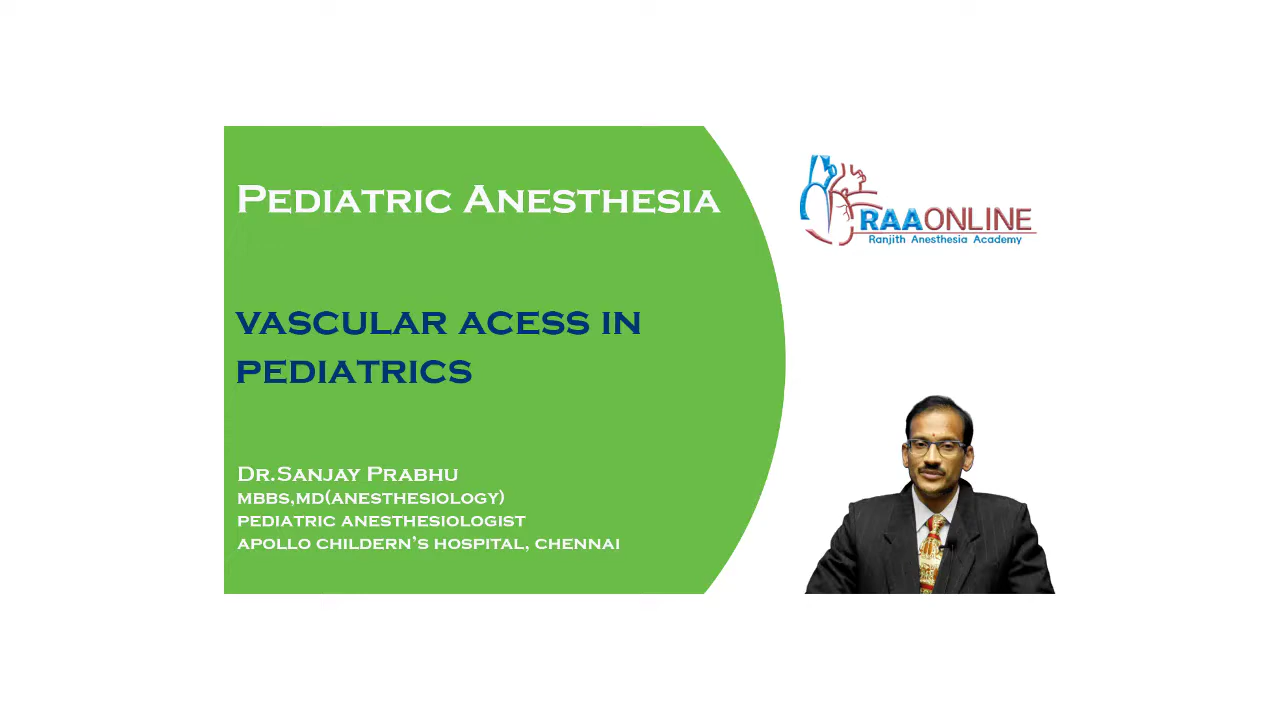 PEDIATRIC ANESTHESIA
RAAONLINE
Ranjith Anesthesia Academy
VASCULAR ACESS IN
PEDIATRICS
DR.SANJAY PRABHU
MBBS,MD(ANESTHESIOLOGY)
PEDIATRIC ANESTHESIOLOGIST
APOLLO CHILDERN'S HOSPITAL, CHENNAI